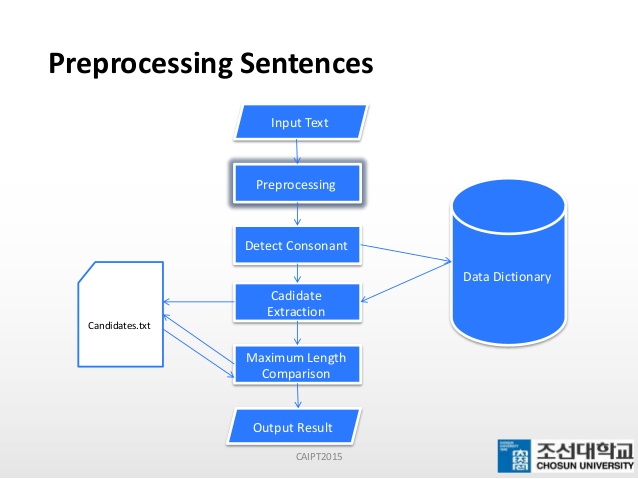 Preprocessing Sentences
Input Text
Preprocessing
Detect Consonant
Data Dictionary
Cadidate
Extraction
Candidates.txt
Maximum Length
Comparison
Output Result
CAIPT2015
조선대학교
CHOSUN UNIVERSITY